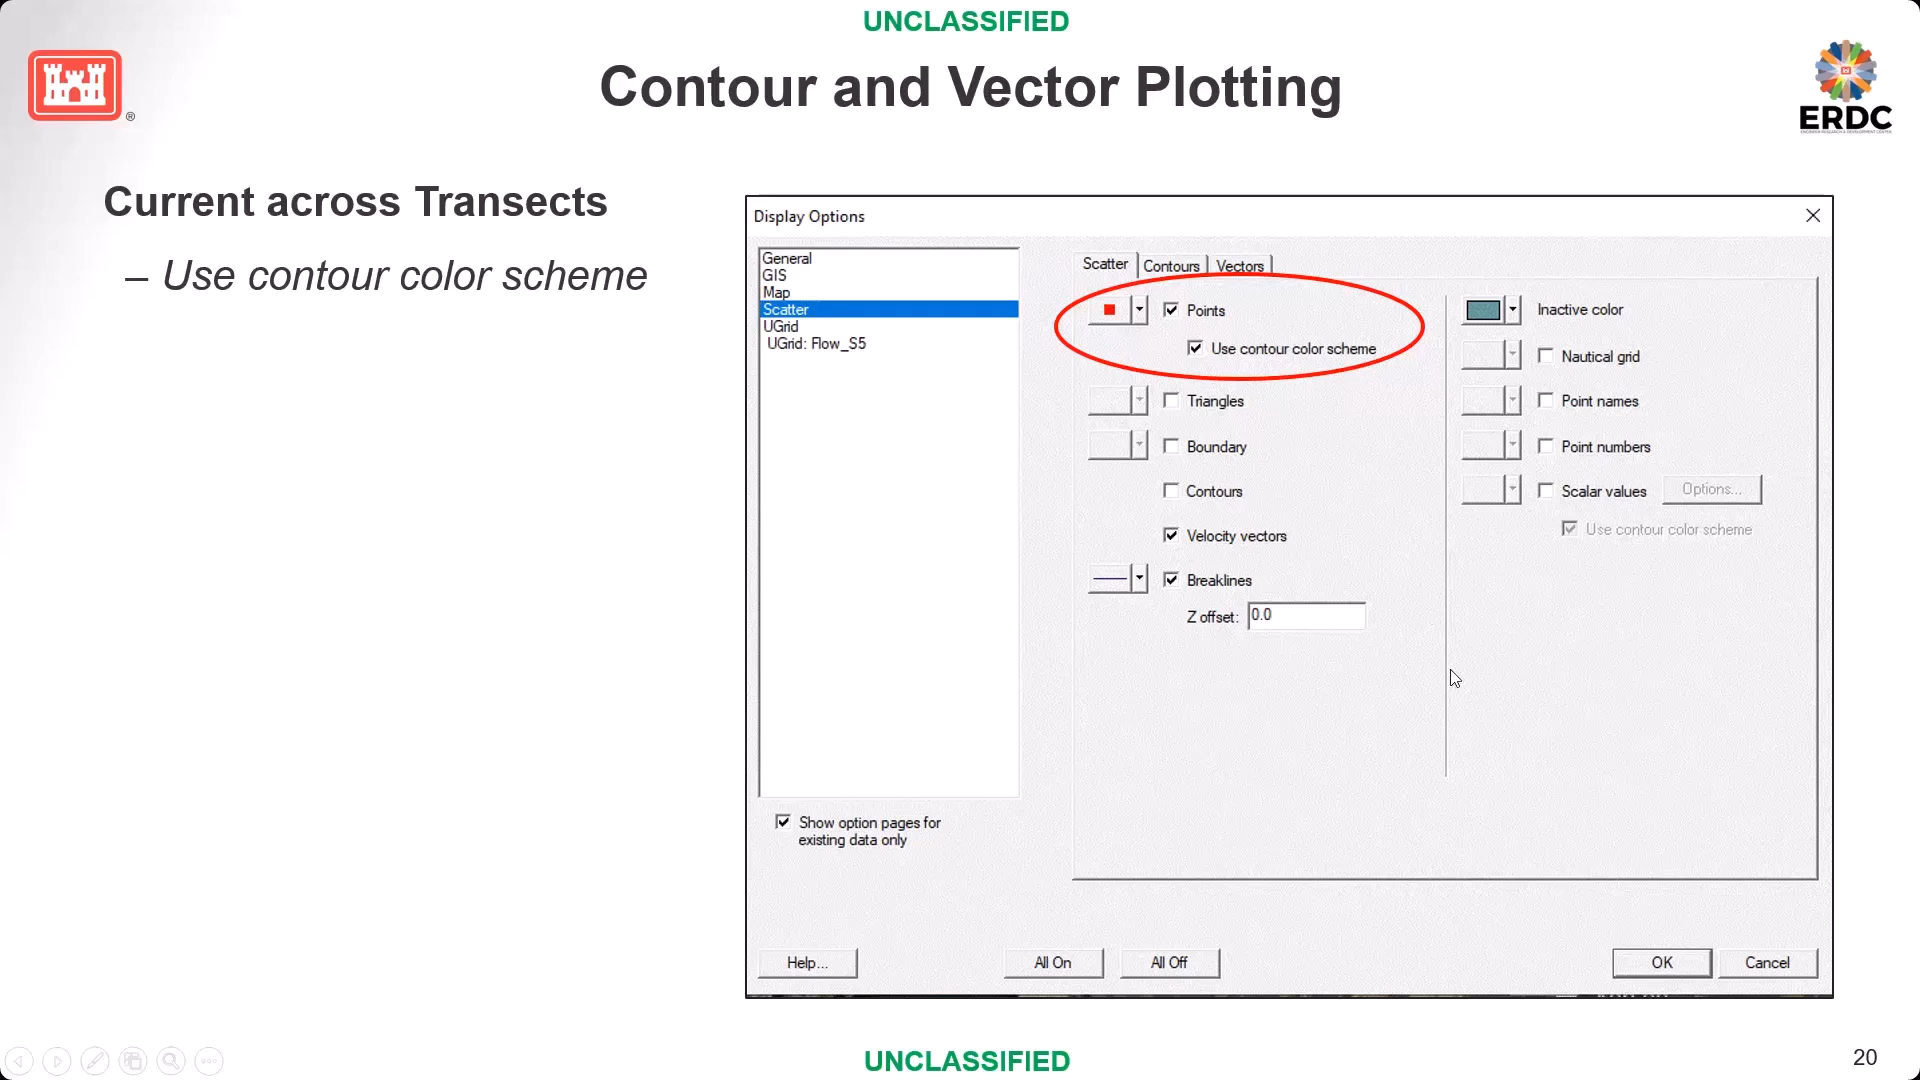 UNCLASSIFIED
Contour and Vector Plotting
®
ERDC
Current across Transects
– Use contour color scheme
Display Options
General
GIS
Map
Scatter
UGrid
UGrid: Flow_S5
Show option pages for
existing data only
Scatter Contours Vectors
Points
Use contour color scheme
Triangles
Boundary
Contours
Velocity vectors
Breaklines
Z offset: 0.0
Inactive color
Nautical grid
Point names
Point numbers
Scalar values Options...
Use contour color scheme
Help... All On All Off OK Cancel
UNCLASSIFIED
20